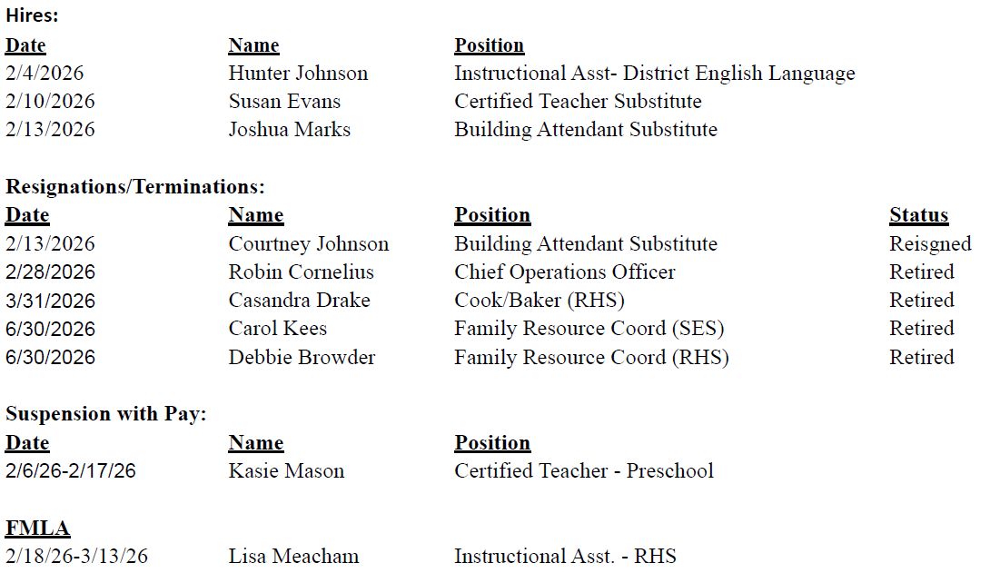 Hires:
Date Name Position
2/4/2026 Hunter Johnson Instructional Asst- District English Language
2/10/2026 Susan Evans Certified Teacher Substitute
2/13/2026 Joshua Marks Building Attendant Substitute
Resignations/Terminations:
Date Name Position Status
2/13/2026 Courtney Johnson Building Attendant Substitute Reisgned
2/28/2026 Robin Cornelius Chief Operations Officer Retired
3/31/2026 Casandra Drake Cook/Baker (RHS) Retired
6/30/2026 Carol Kees Family Resource Coord (SES) Retired
6/30/2026 Debbie Browder Family Resource Coord (RHS) Retired
Suspension with Pay:
Date Name Position
2/6/26-2/17/26 Kasie Mason Certified Teacher - Preschool
FMLA
2/18/26-3/13/26 Lisa Meacham Instructional Asst. - RHS